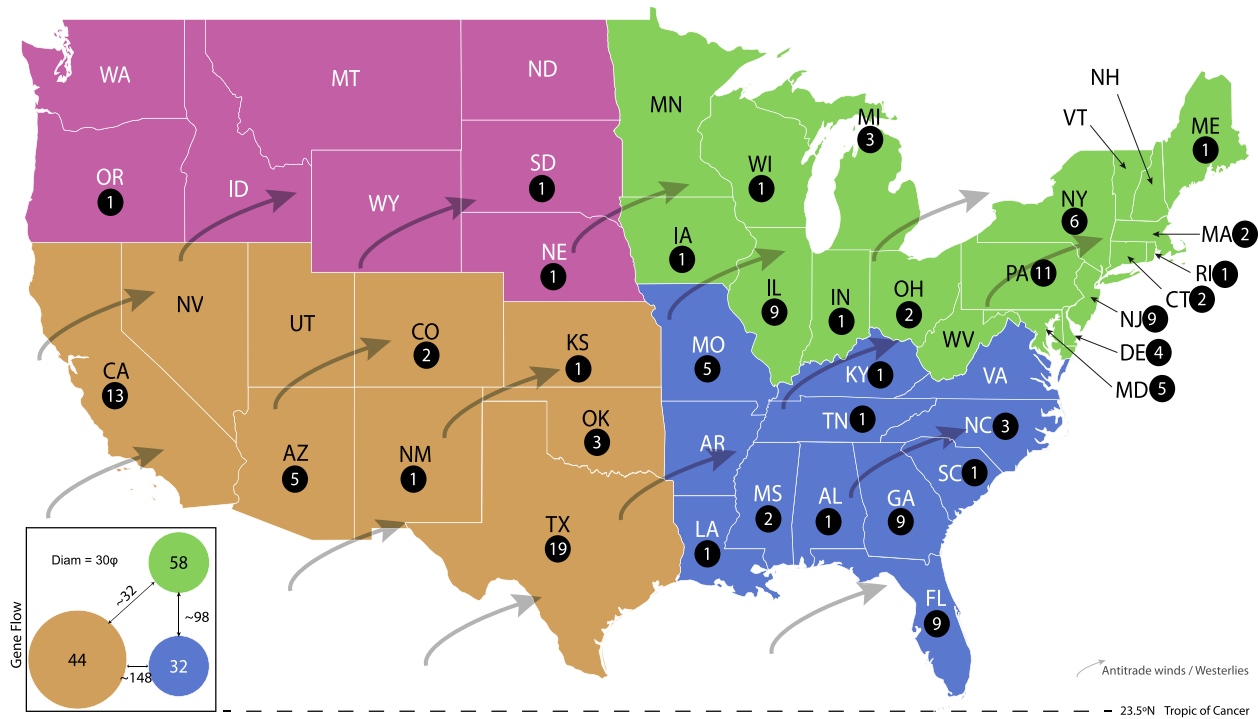 WA
MT
ND
MN
OR
1
ID
WY
SD
1
NE
1
WI
1
MI
3
IA
1
IL
9
IN
1
OH
2
NH
VT
ME
1
NY
6
MA 2
RI 1
CT 2
PA 11
NJ 9
DE 4
MD 5
WV
VA
NV
UT
CO
2
KS
1
MO
5
KY 1
CA
13
AZ
5
NM
1
OK
3
AR
TN 1
NC 3
SC 1
TX
19
LA
1
MS
2
AL
1
GA
9
FL
9
Gene Flow
Diam = 30φ
58
~32
~98
44
~148
32
Antitrade winds / Westerlies
23.5ºN Tropic of Cancer